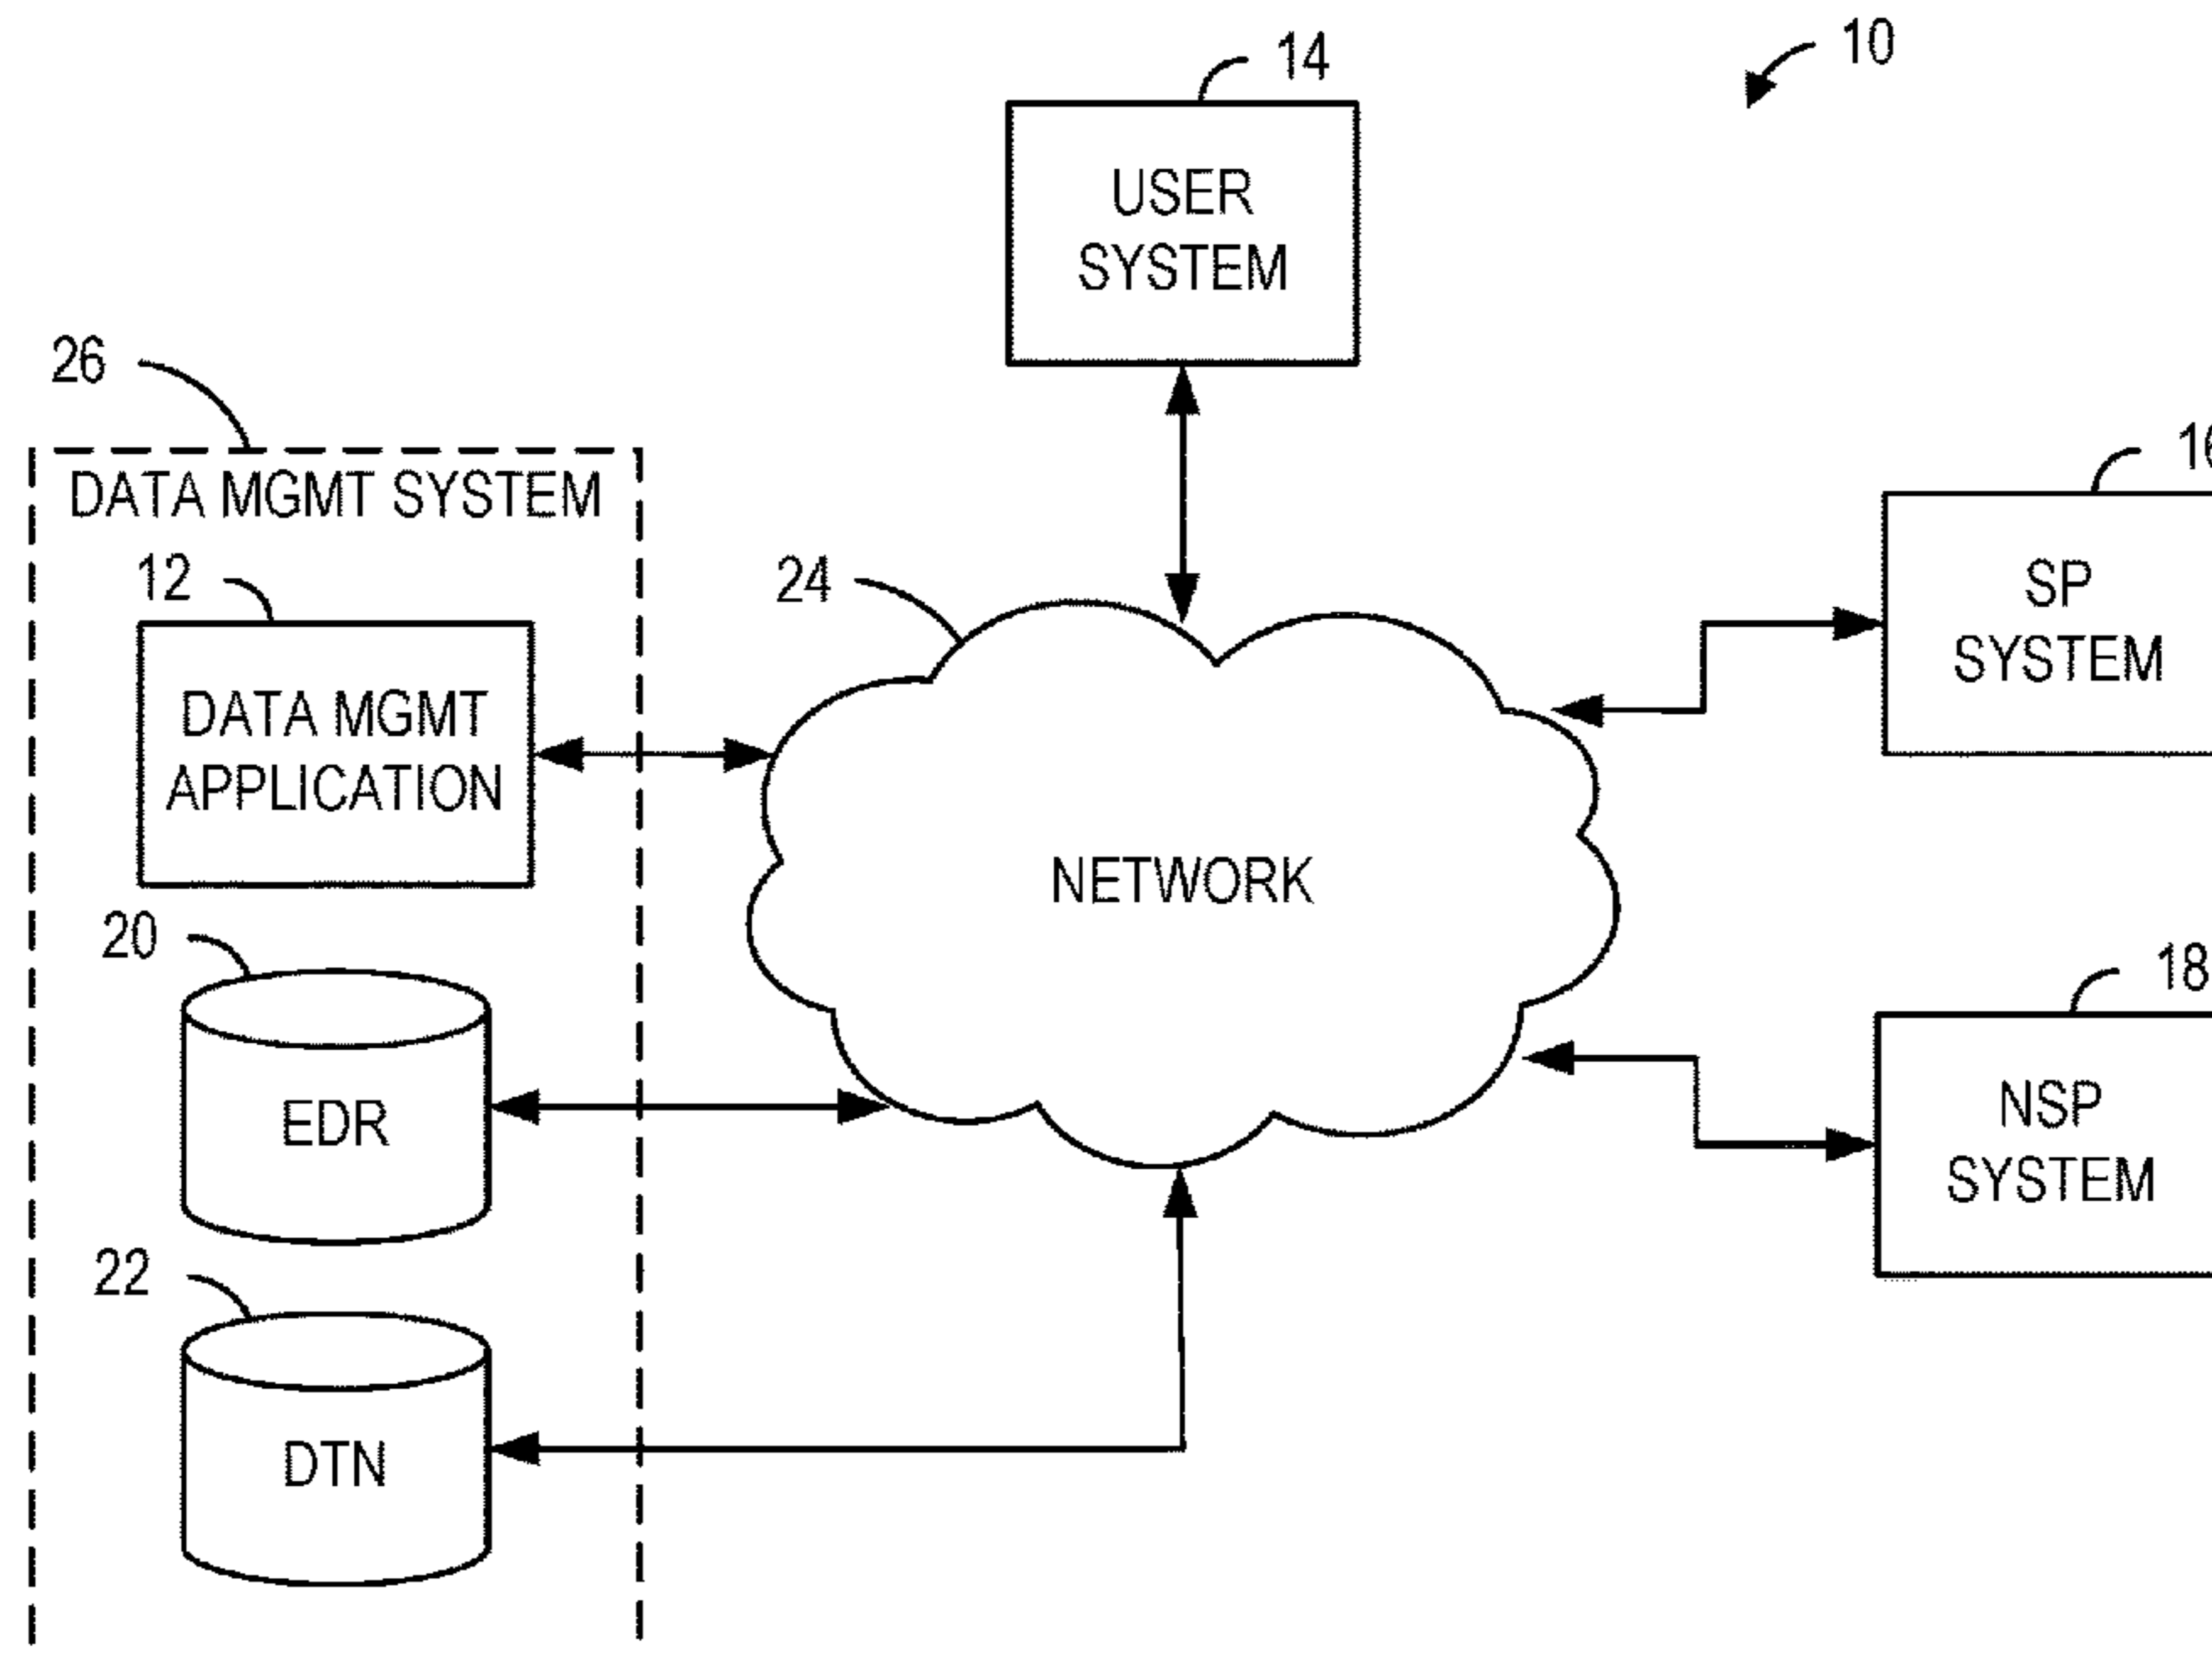 10
14
USER
SYSTEM
26
DATA MGMT SYSTEM
12
DATA MGMT
APPLICATION
24
NETWORK
SP
SYSTEM
20
EDR
18
NSP
SYSTEM
22
DTN